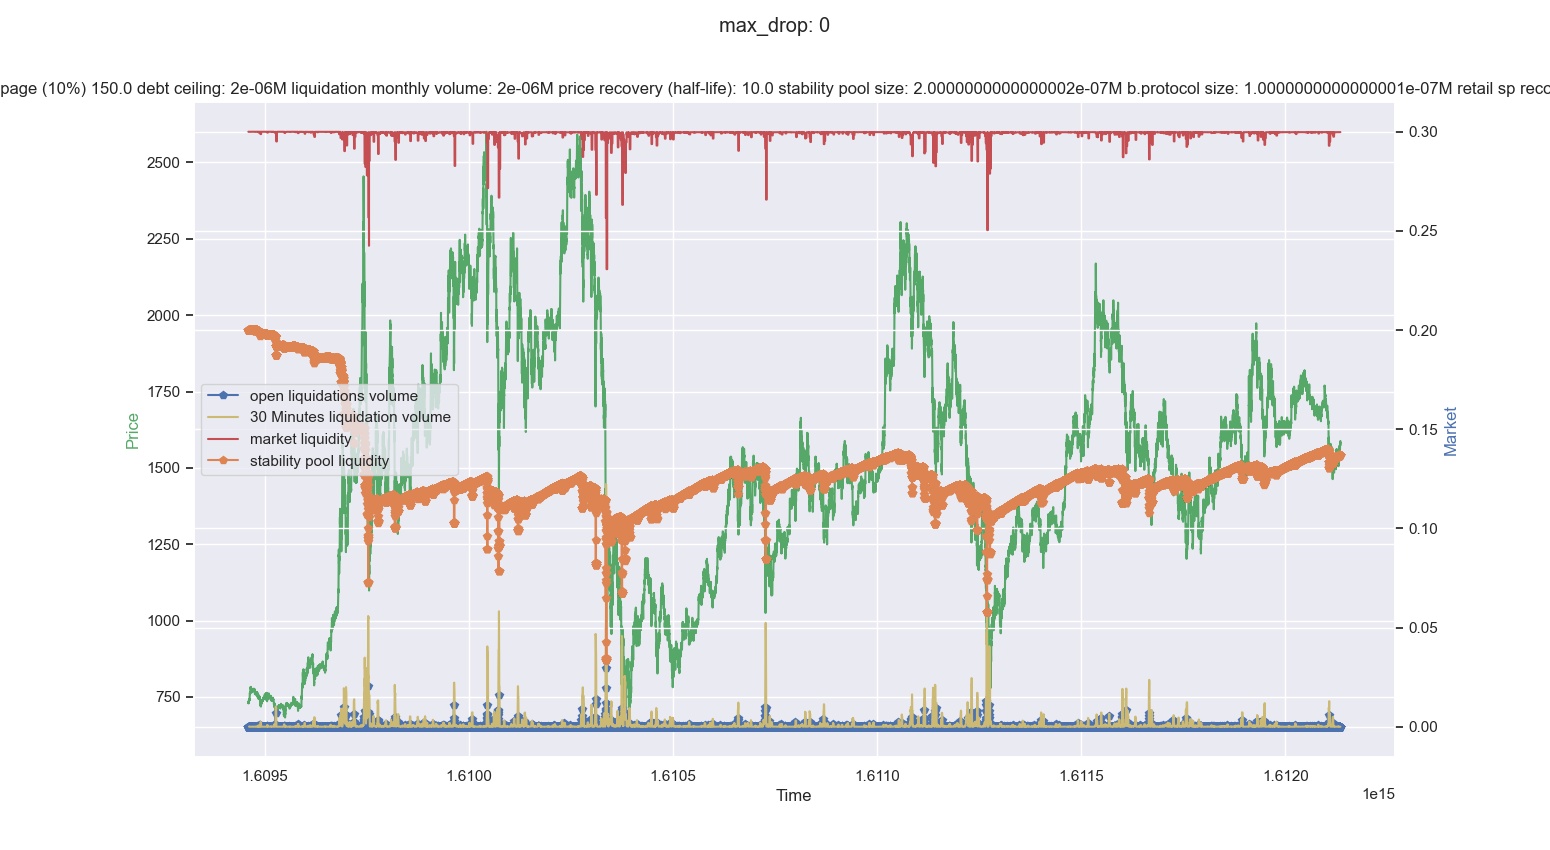 max_drop: 0
page (10%) 150.0 debt ceiling: 2e-06M liquidation monthly volume: 2e-06M price recovery (half-life): 10.0 stability pool size: 2.0000000000000002e-07M b.protocol size: 1.0000000000000001e-07M retail sp reco
2500
2250
2000
1750
1500
1250
1000
750
Price
open liquidations volume
30 Minutes liquidation volume
market liquidity
stability pool liquidity
0.30
0.25
0.20
0.15
0.10
0.05
0.00
Market
1.6095 1.6100 1.6105 1.6110 1.6115 1.6120
Time
1e15